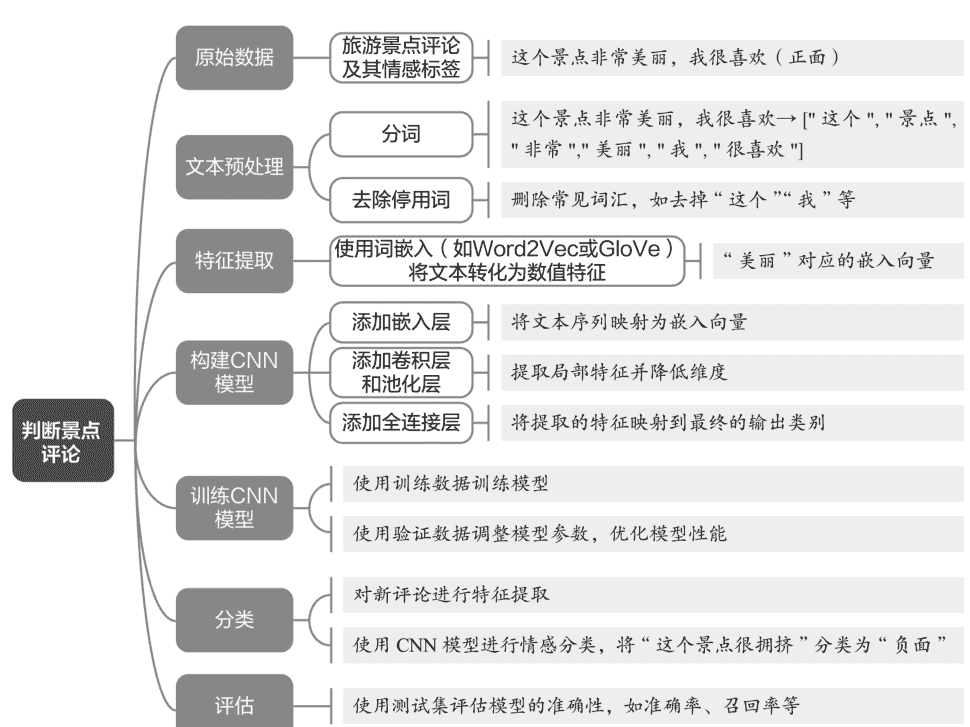 原始数据
旅游景点评论
及其情感标签
这个景点非常美丽，我很喜欢（正面）
文本预处理
分词
这个景点非常美丽，我很喜欢→ [" 这个 ", " 景点 ",
" 非常 "," 美丽 ", " 我 ", " 很喜欢 "]
去除停用词
删除常见词汇，如去掉“这个”“我”等
特征提取
使用词嵌入（如Word2Vec或GloVe）
将文本转化为数值特征
“美丽”对应的嵌入向量
构建CNN
模型
添加嵌入层
将文本序列映射为嵌入向量
添加卷积层
和池化层
提取局部特征并降低维度
添加全连接层
将提取的特征映射到最终的输出类别
判断景点
评论
训练CNN
模型
使用训练数据训练模型
使用验证数据调整模型参数，优化模型性能
分类
对新评论进行特征提取
使用 CNN 模型进行情感分类，将“这个景点很拥挤”分类为“负面”
评估
使用测试集评估模型的准确性，如准确率、召回率等